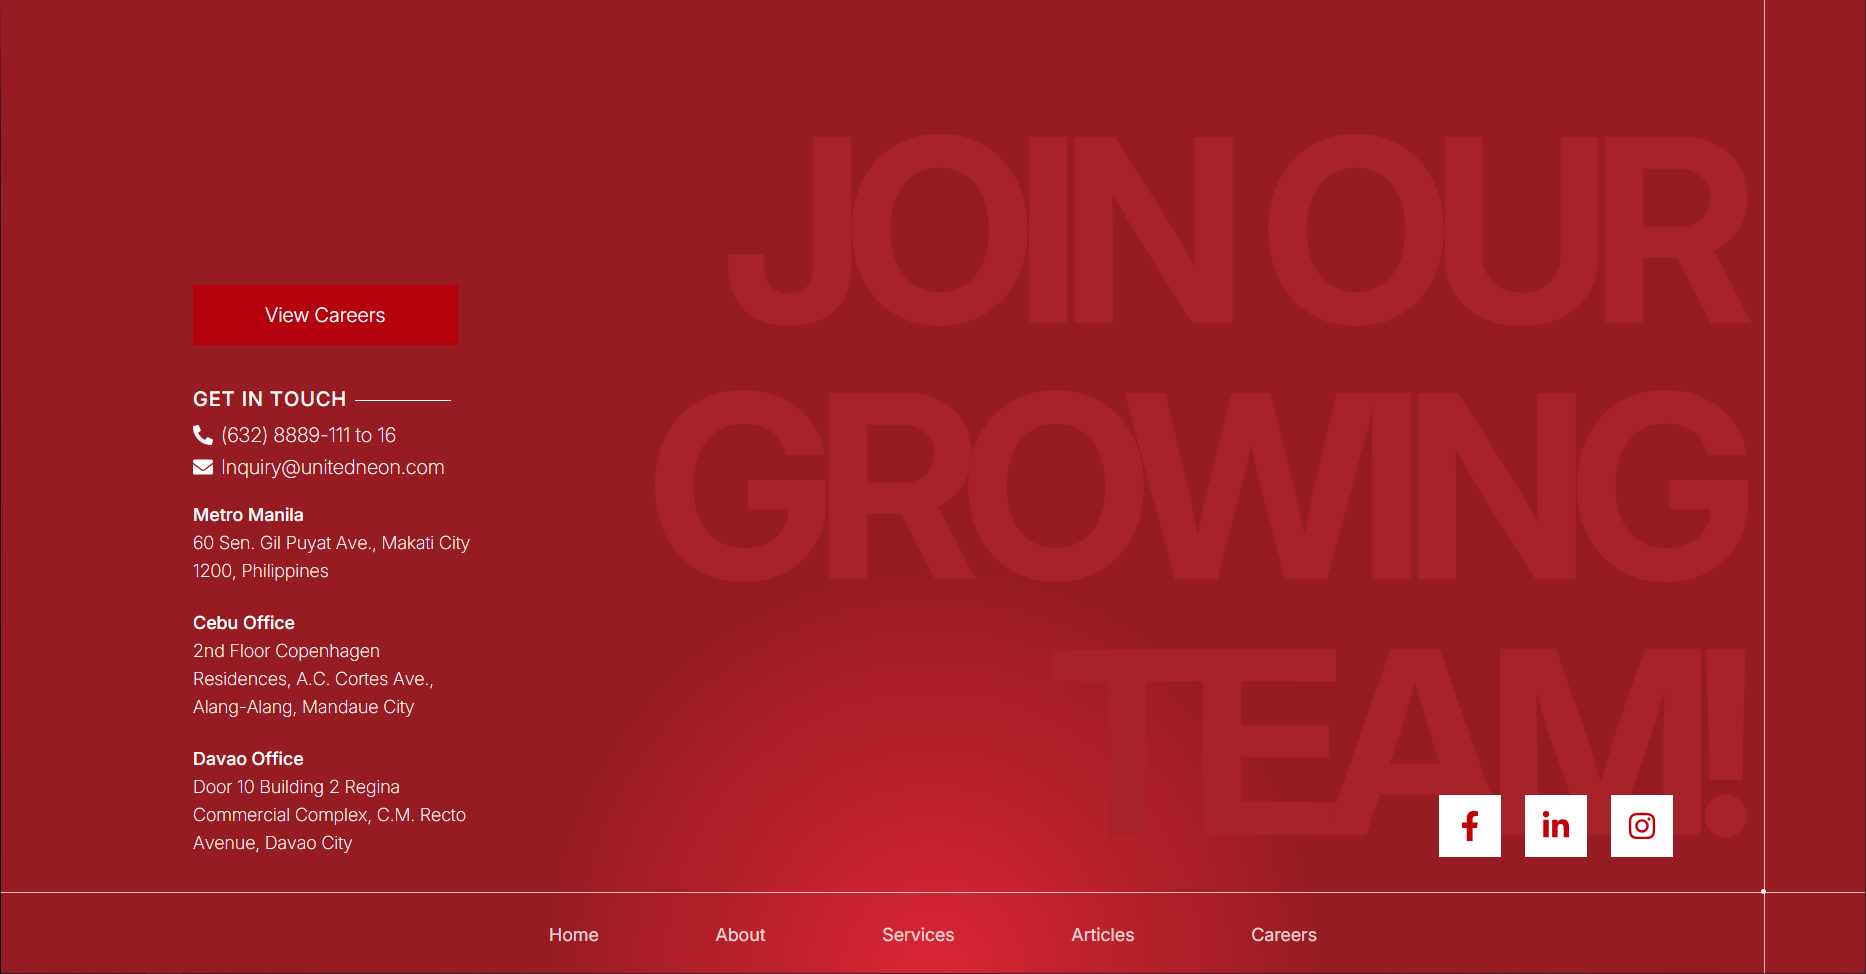 JOIN OUR
GROWING
TEAM!
View Careers
GET IN TOUCH
(632) 8889-111 to 16
Inquiry@unitedneon.com
Metro Manila
60 Sen. Gil Puyat Ave., Makati City
1200, Philippines
Cebu Office
2nd Floor Copenhagen
Residences, A.C. Cortes Ave.,
Alang-Alang, Mandaue City
Davao Office
Door 10 Building 2 Regina
Commercial Complex, C.M. Recto
Avenue, Davao City
Home About Services Articles Careers